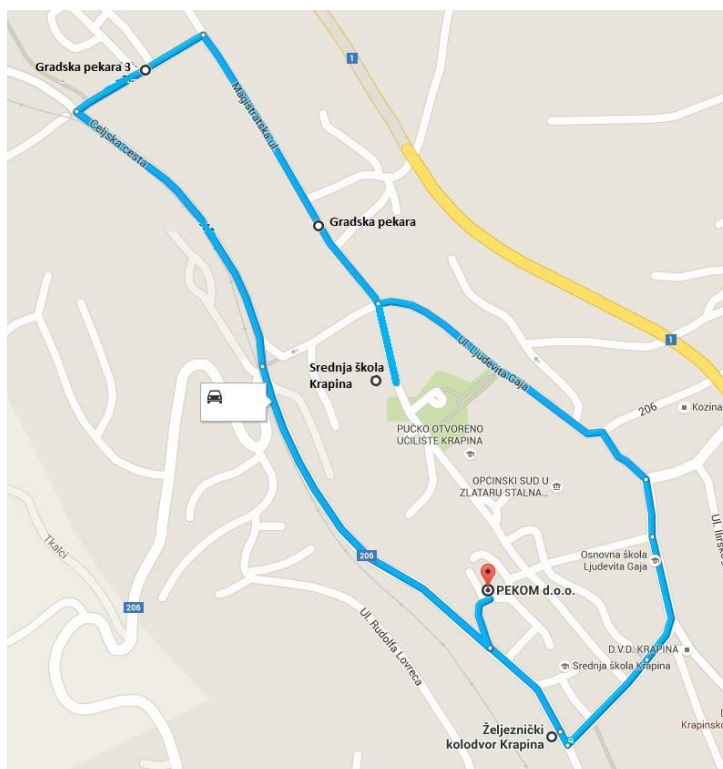 Gradska pekara 3
1
Celjska cesta
Magistratska ul.
Gradska pekara
1
Ul. Ljudevita Gaja
Srednja škola
Krapina
206
Kozina
PUČKO OTVORENO
UČILIŠTE KRAPINA
OPĆINSKI SUD U
ZLATARU STALNA...
Tkalci
206
Osnovna škola
Ljudevita Gaja
Ul. Ilirskog
PEKOM d.o.o.
206
Ul. Rudolfa Lovreca
D.V.D. KRAPINA
Srednja škola Krapina
Željeznički
kolodvor Krapina
Krapinsko